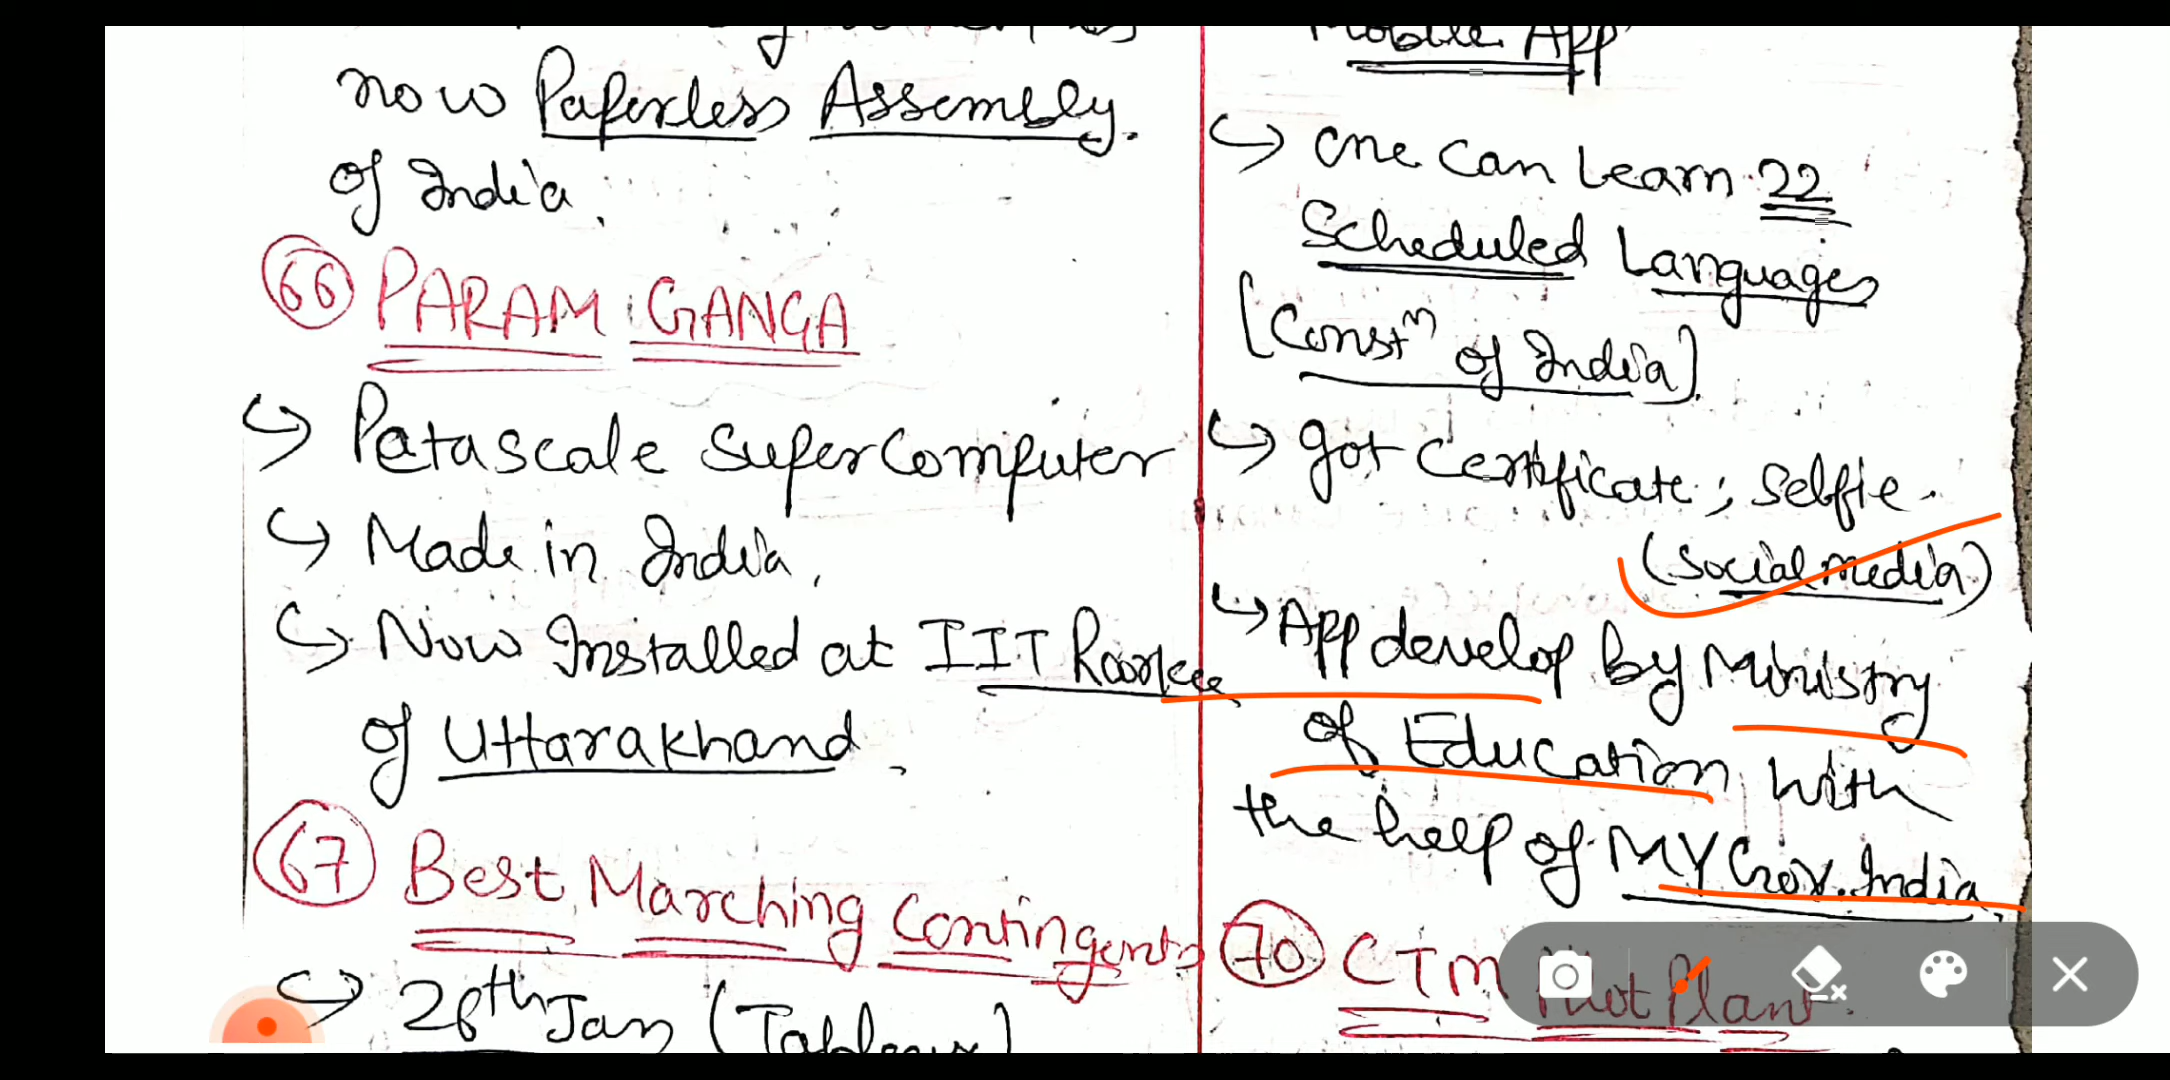 now Paperless Assembly.
of India.
66 PARAM GANGA
↳ Petascale SuperComputer
↳ Made in India.
↳ Now Installed at IIT Roorkee
of Uttarakhand.
67 Best Marching Contingents
↳ 26th Jan (Tableaux)
Mobile App
↳ One Can Learn 22
Scheduled Languages
[Constn of India].
↳ got Certificate; Selfie.
(Social media)
↳ App develop by Ministry
of Education with
the help of MY Gov. India.
70 CTM Pilot Plant